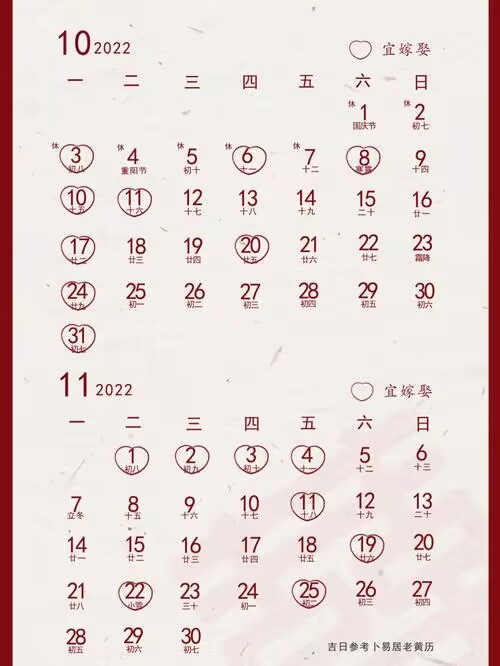 10 2022 宜嫁娶
一 二 三 四 五 六 日
休 1 休 2
国庆节 初七
休 3 休 4 休 5 休 6 休 7 8 9
初八 重阳节 初十 十一 十二 寒露 十四
10 11 12 13 14 15 16
十五 十六 十七 十八 十九 二十 廿一
17 18 19 20 21 22 23
廿二 廿三 廿四 廿五 廿六 廿七 霜降
24 25 26 27 28 29 30
廿九 初一 初二 初三 初四 初五 初六
31
初七
11 2022 宜嫁娶
一 二 三 四 五 六 日
1 2 3 4 5 6
初八 初九 初十 十一 十二 十三
7 8 9 10 11 12 13
立冬 十五 十六 十七 十八 十九 二十
14 15 16 17 18 19 20
廿一 廿二 廿三 廿四 廿五 廿六 廿七
21 22 23 24 25 26 27
廿八 小雪 三十 初一 初二 初三 初四
28 29 30
初五 初六 初七
吉日参考卜易居老黄历